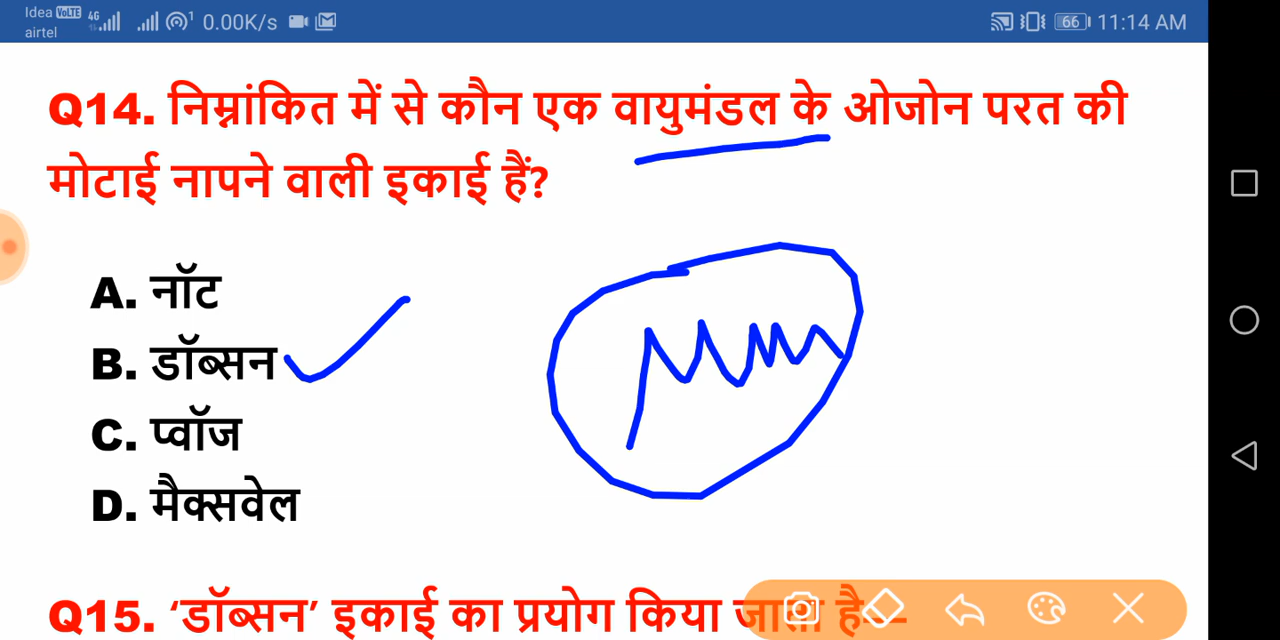 Idea VoLTE 4G 1 0.00K/s 66 11:14 AM
airtel
Q14. निम्नांकित में से कौन एक वायुमंडल के ओजोन परत की
मोटाई नापने वाली इकाई हैं?
A. नॉट
B. डॉब्सन
C. प्वॉज
D. मैक्सवेल
Q15. ‘डॉब्सन’ इकाई का प्रयोग किया जाता है—